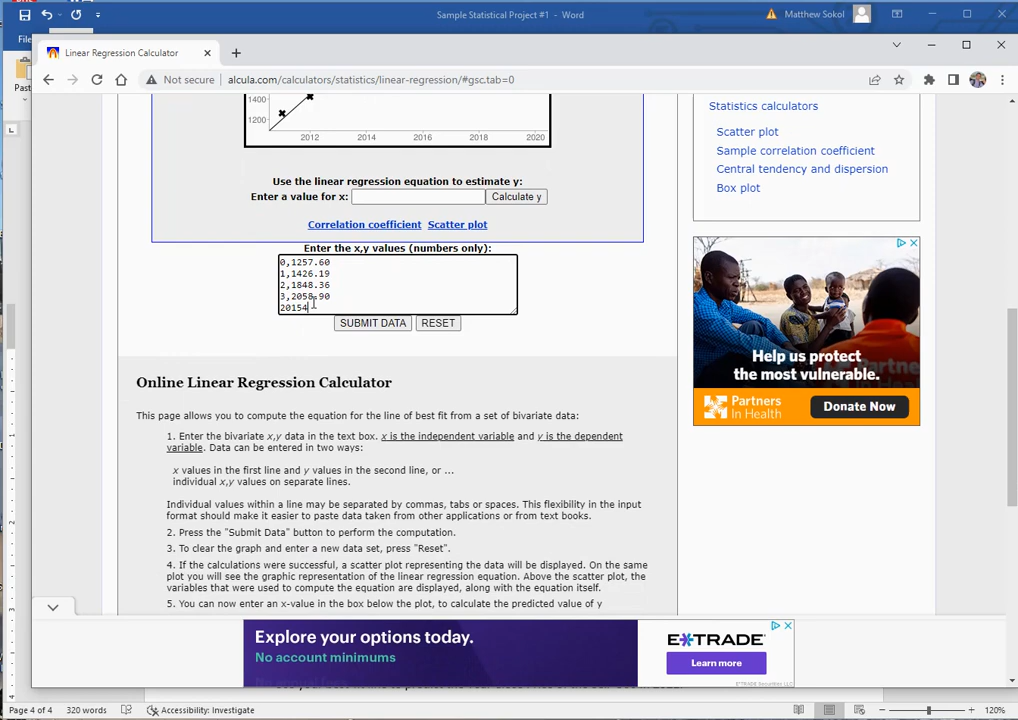 Sample Statistical Project #1 - Word
Matthew Sokol
File
Linear Regression Calculator
Not secure
alcula.com/calculators/statistics/linear-regression/#gsc.tab=0
Past
1400
1200
2012
2014
2016
2018
2020
Use the linear regression equation to estimate y:
Enter a value for x:
Calculate y
Correlation coefficient
Scatter plot
Enter the x,y values (numbers only):
0,1257.60
1,1426.19
2,1848.36
3,2058.90
20154
SUBMIT DATA
RESET
Statistics calculators
Scatter plot
Sample correlation coefficient
Central tendency and dispersion
Box plot
Help us protect
the most vulnerable.
Partners
In Health
Donate Now
Online Linear Regression Calculator
This page allows you to compute the equation for the line of best fit from a set of bivariate data:
1. Enter the bivariate x,y data in the text box. x is the independent variable and y is the dependent
variable. Data can be entered in two ways:
x values in the first line and y values in the second line, or ...
individual x,y values on separate lines.
Individual values within a line may be separated by commas, tabs or spaces. This flexibility in the input
format should make it easier to paste data taken from other applications or from text books.
2. Press the "Submit Data" button to perform the computation.
3. To clear the graph and enter a new data set, press "Reset".
4. If the calculations were successful, a scatter plot representing the data will be displayed. On the same
plot you will see the graphic representation of the linear regression equation. Above the scatter plot, the
variables that were used to compute the equation are displayed, along with the equation itself.
5. You can now enter an x-value in the box below the plot, to calculate the predicted value of y
Explore your options today.
No account minimums
E*TRADE
Learn more
E*TRADE Securities LLC
Page 4 of 4
320 words
Accessibility: Investigate
120%